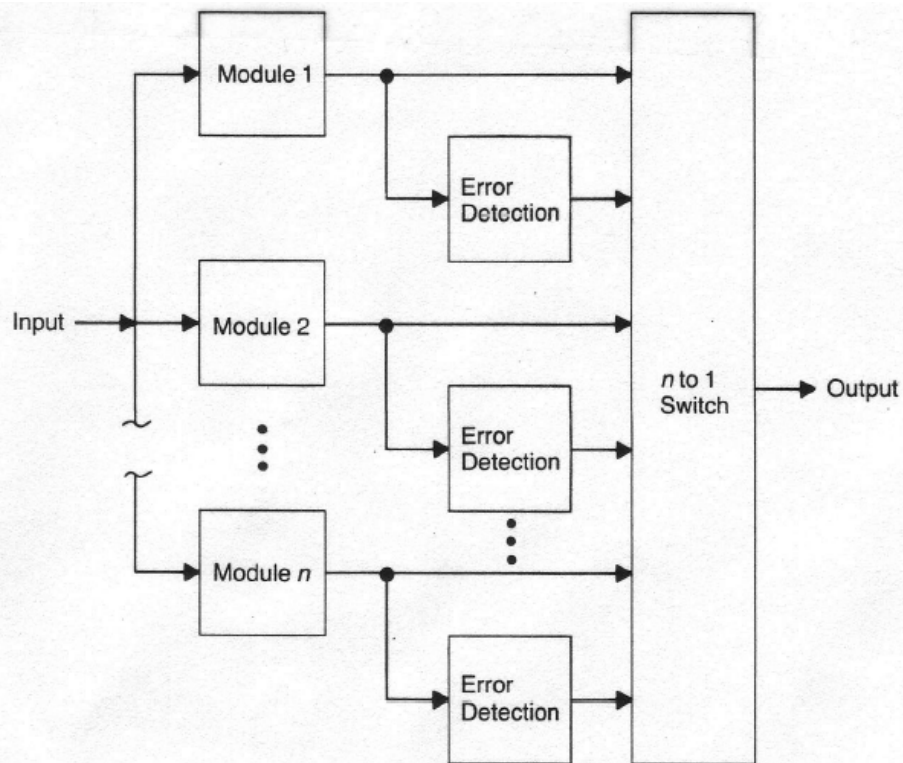 Module 1
Error
Detection
Input
Module 2
n to 1
Switch
Output
Error
Detection
Module n
Error
Detection